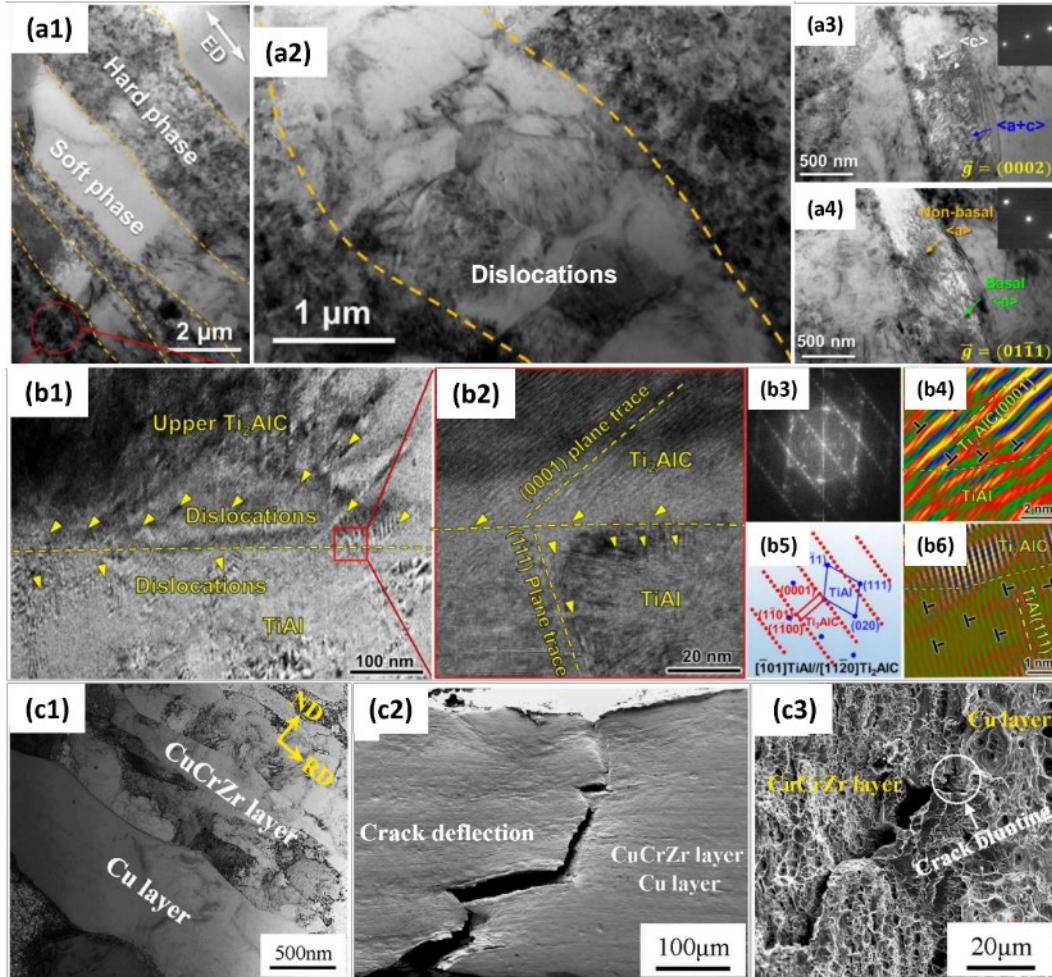 (a1)
ED
Hard phase
Soft phase
2 μm
(a2)
Dislocations
1 μm
(a3)
<c>
<a+c>
500 nm
g⃗ = (0002)
(a4)
Non-basal
<a>
Basal
<a>
500 nm
g⃗ = (011̄1)
(b1)
Upper Ti₂AlC
Dislocations
Dislocations
TiAl
100 nm
(b2)
(0001) plane trace
Ti₂AlC
(111) Plane trace
TiAl
20 nm
(b3)
(b4)
Ti₂AlC(0001)
TiAl
2 nm
(b5)
(111)
(0001)
TiAl
(11̄01)
Ti₂AlC
(11̄00)
(020)
[1̄01]TiAl//[112̄0]Ti₂AlC
(b6)
Ti₂AlC
TiAl(111)
1 nm
(c1)
ND
RD
CuCrZr layer
Cu layer
500nm
(c2)
Crack deflection
CuCrZr layer
Cu layer
100μm
(c3)
Cu layer
CuCrZr layer
Crack blunting
20μm